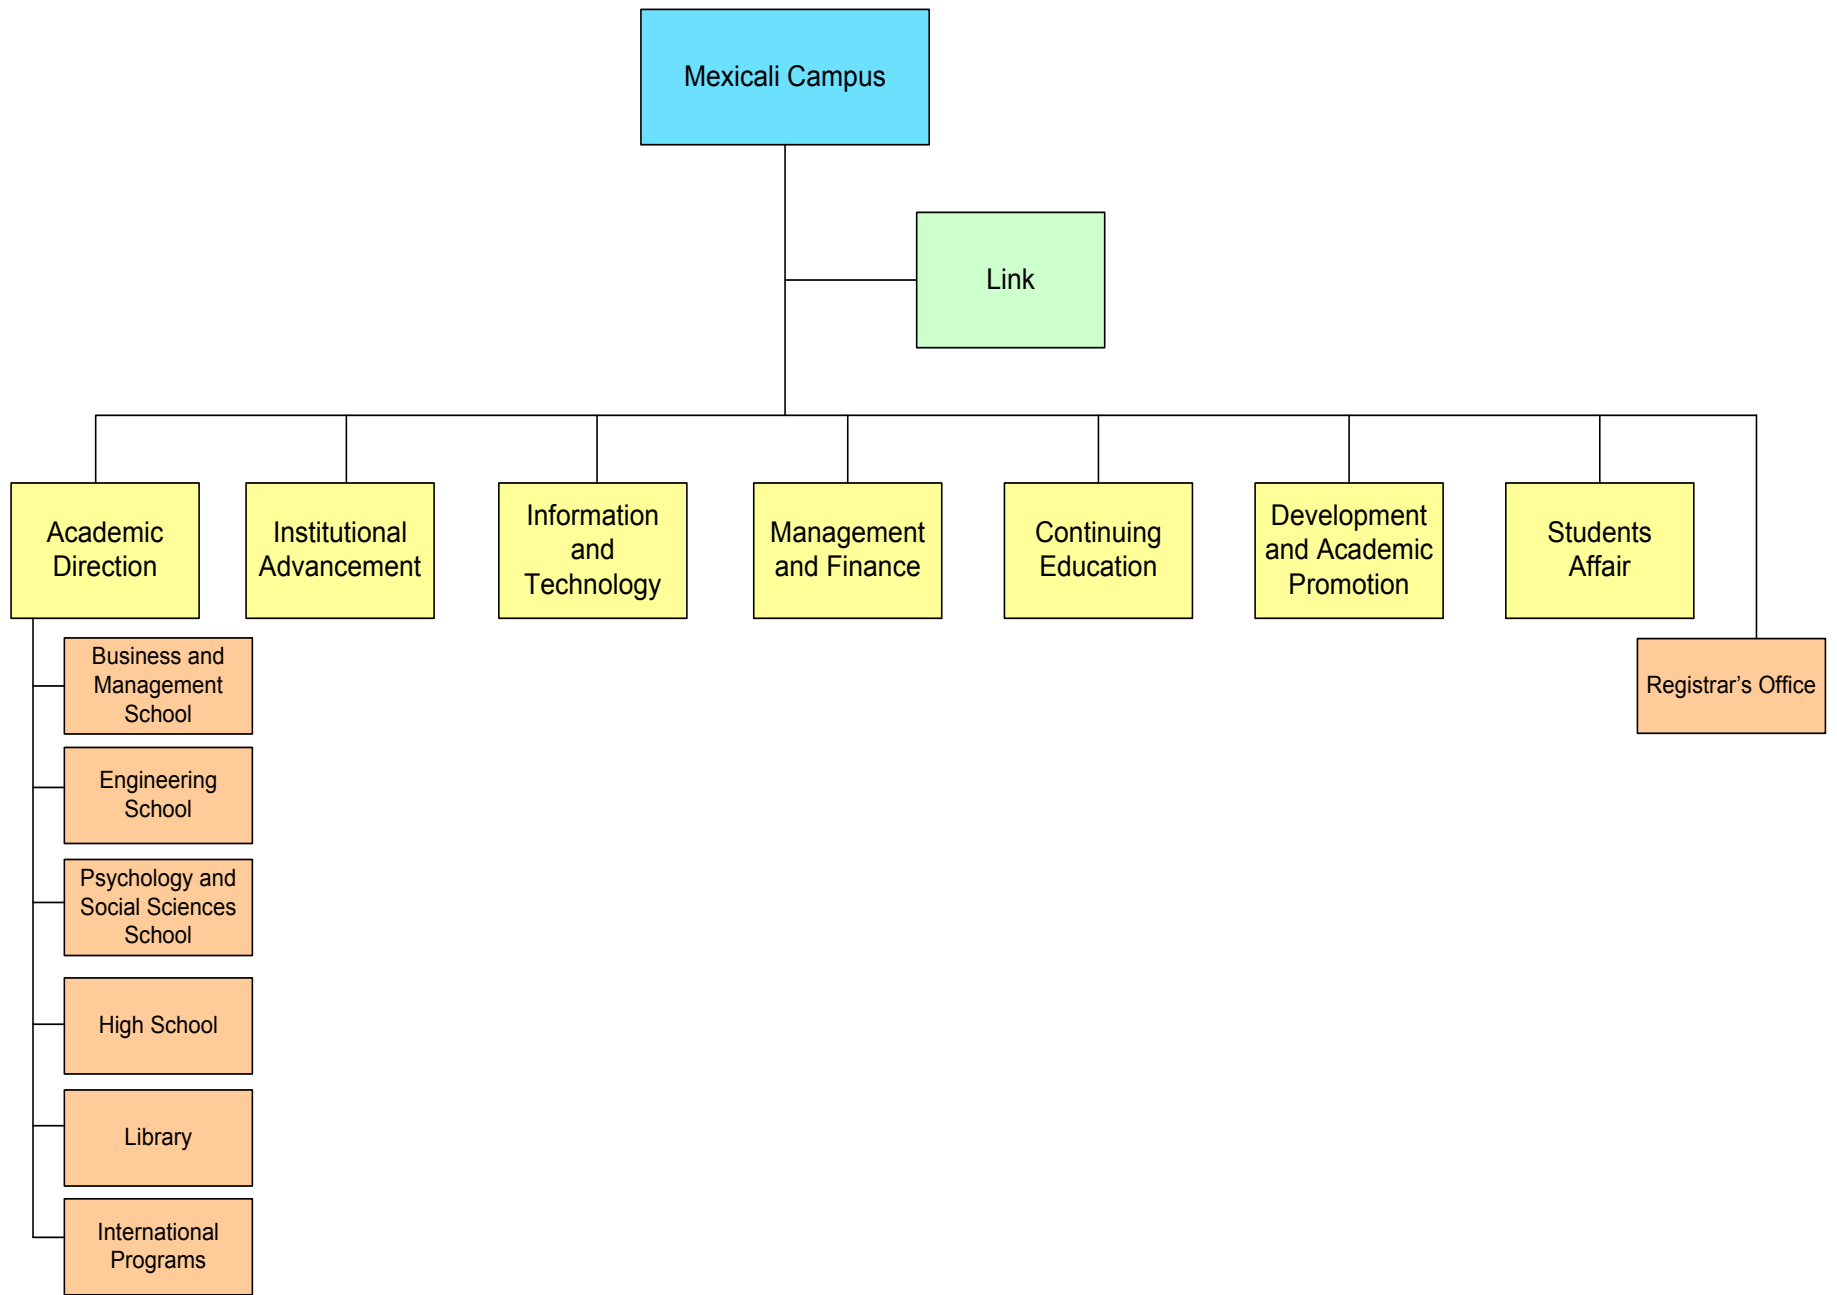 Mexicali Campus
Link
Academic
Direction
Institutional
Advancement
Information
and
Technology
Management
and Finance
Continuing
Education
Development
and Academic
Promotion
Students
Affair
Business and
Management
School
Registrar’s Office
Engineering
School
Psychology and
Social Sciences
School
High School
Library
International
Programs